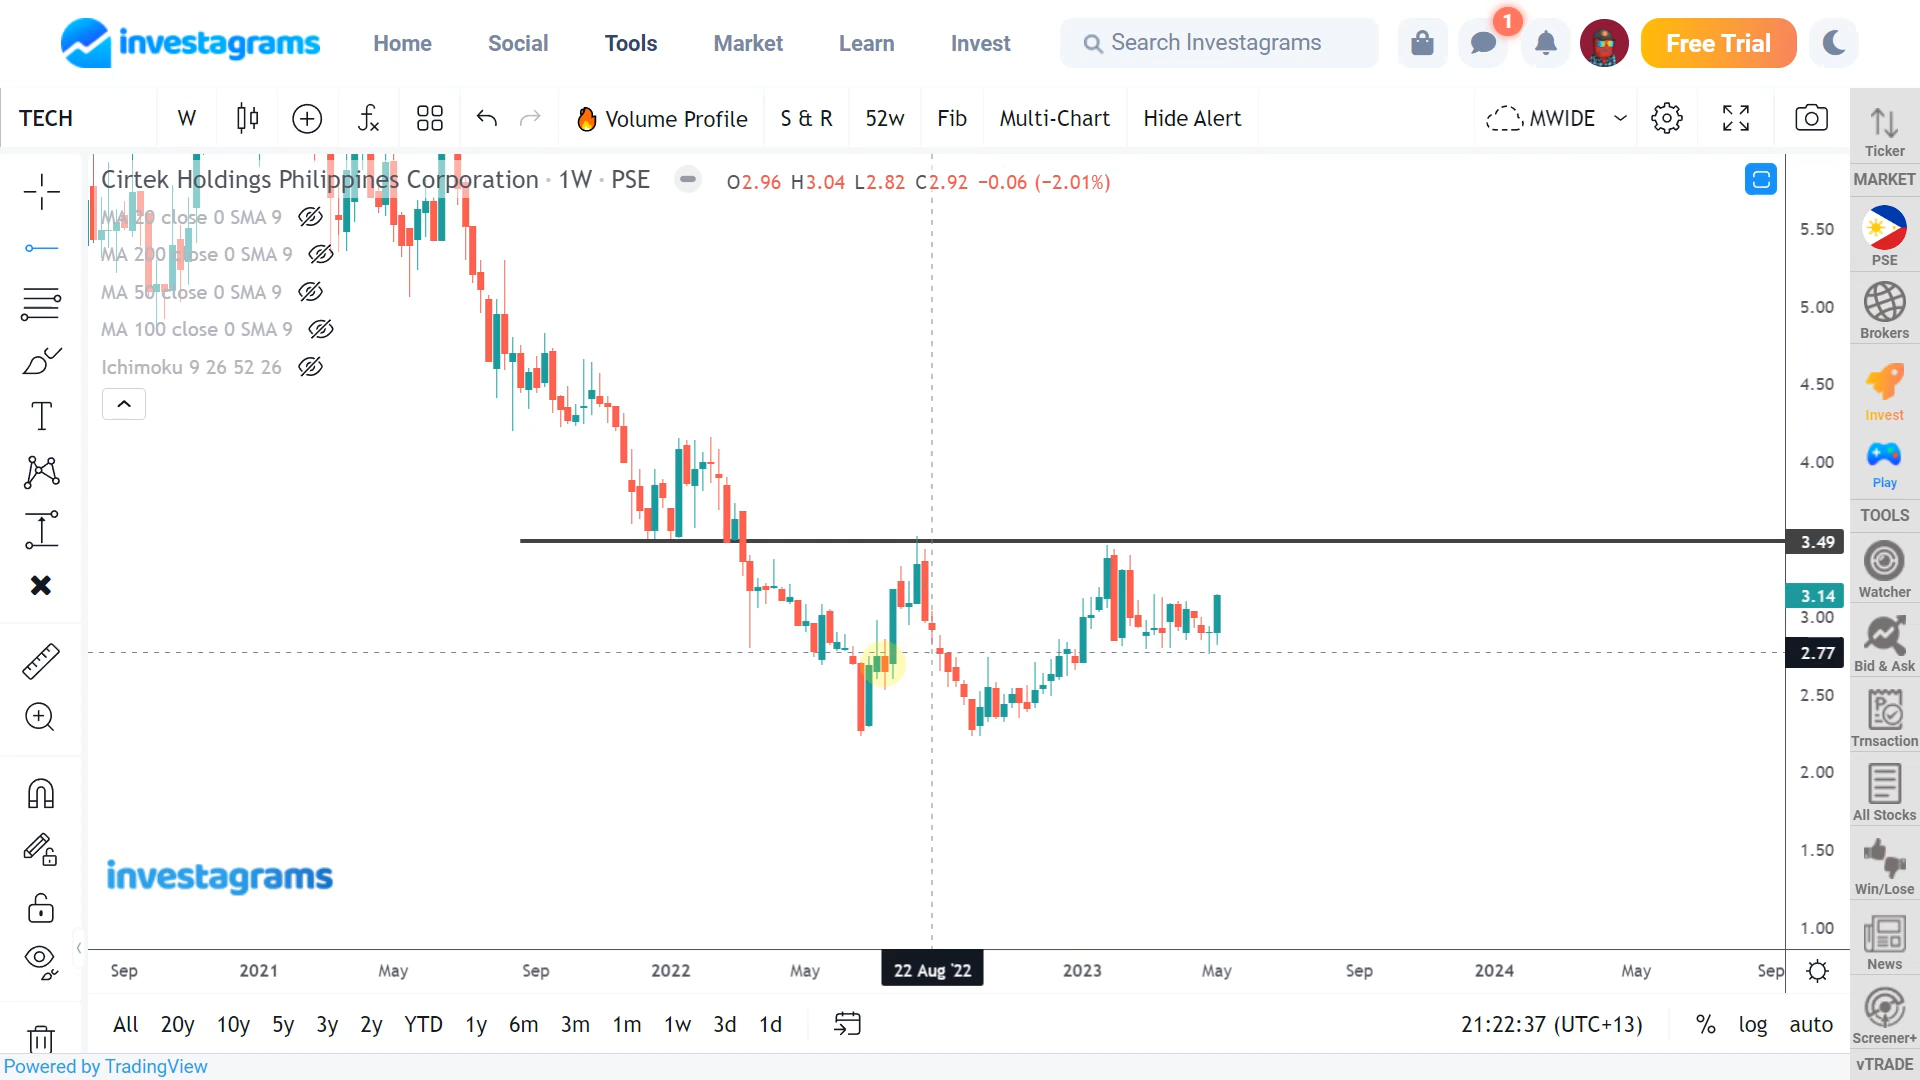 investagrams Home Social Tools Market Learn Invest Search Investagrams 1 Free Trial
TECH W Volume Profile S & R 52w Fib Multi-Chart Hide Alert MWIDE
Cirtek Holdings Philippines Corporation · 1W · PSE O2.96 H3.04 L2.82 C2.92 −0.06 (−2.01%)
MA 20 close 0 SMA 9
MA 200 close 0 SMA 9
MA 50 close 0 SMA 9
MA 100 close 0 SMA 9
Ichimoku 9 26 52 26
5.50
5.00
4.50
4.00
3.49
3.14
3.00
2.77
2.50
2.00
1.50
1.00
investagrams
Sep 2021 May Sep 2022 May 22 Aug '22 2023 May Sep 2024 May Sep
All 20y 10y 5y 3y 2y YTD 1y 6m 3m 1m 1w 3d 1d 21:22:37 (UTC+13) % log auto
Powered by TradingView
Ticker
MARKET
PSE
Brokers
Invest
Play
TOOLS
Watcher
Bid & Ask
Trnsaction
All Stocks
Win/Lose
News
Screener+
vTRADE